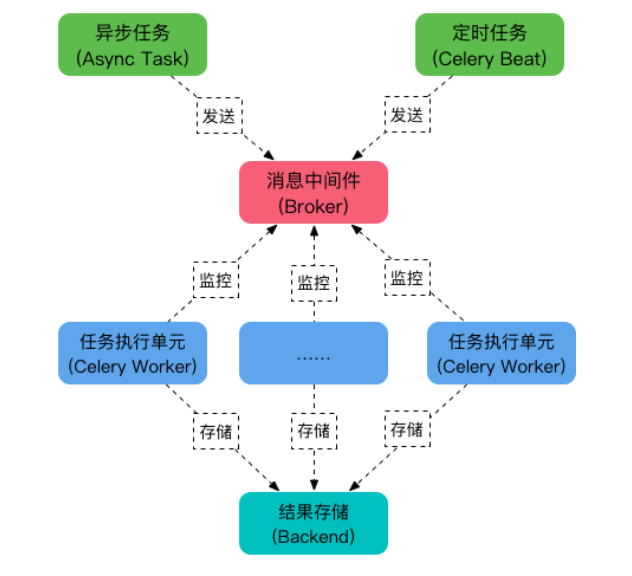 异步任务
(Async Task)
定时任务
(Celery Beat)
发送
发送
消息中间件
(Broker)
监控
监控
监控
任务执行单元
(Celery Worker)
……
任务执行单元
(Celery Worker)
存储
存储
存储
结果存储
(Backend)